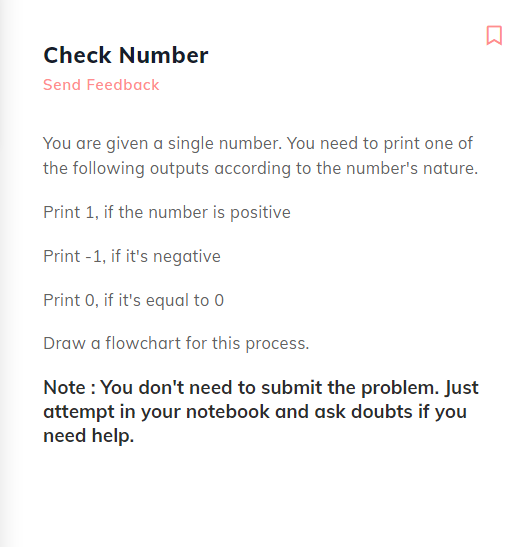 Check Number
Send Feedback
You are given a single number. You need to print one of
the following outputs according to the number's nature.
Print 1, if the number is positive
Print -1, if it's negative
Print 0, if it's equal to 0
Draw a flowchart for this process.
Note : You don't need to submit the problem. Just
attempt in your notebook and ask doubts if you
need help.